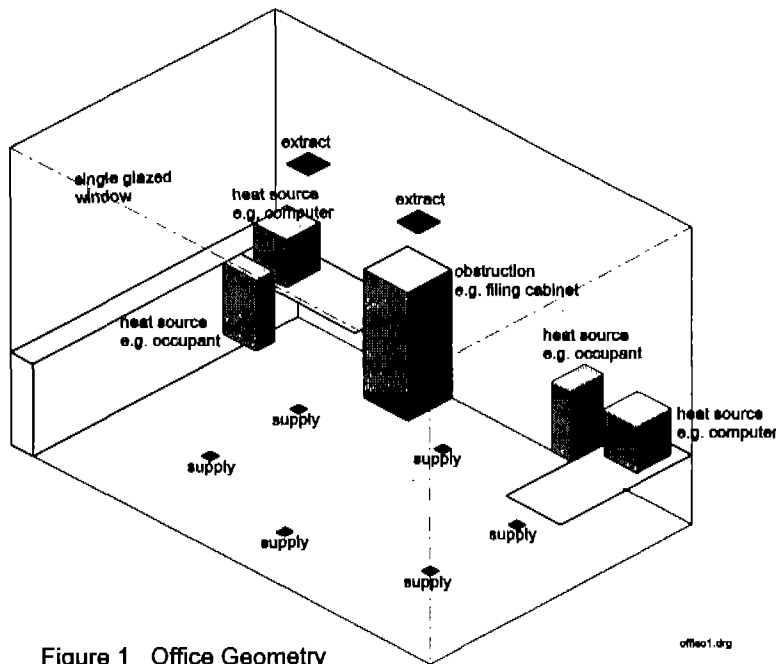 extract
single glazed
window
heat source
e.g. computer
extract
obstruction
e.g. filing cabinet
heat source
e.g. occupant
heat source
e.g. occupant
heat source
e.g. computer
supply
supply
supply
supply
supply
supply
Figure 1 Office Geometry
office1.drg